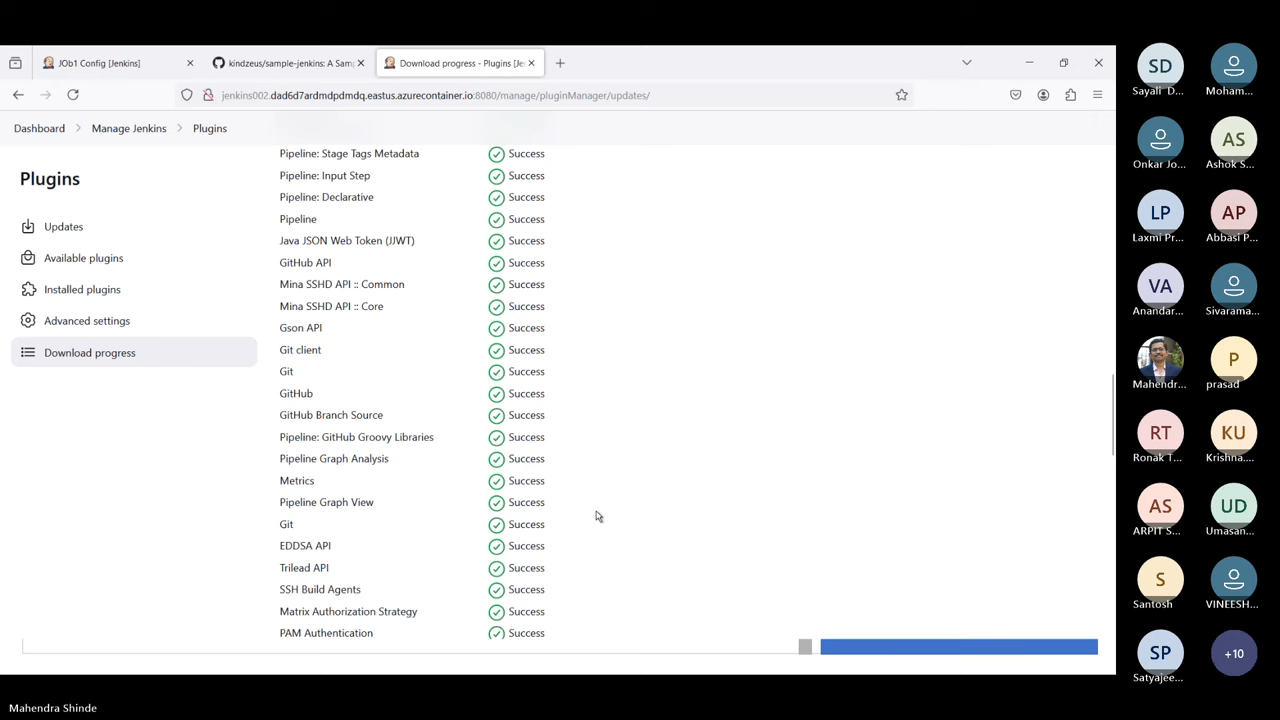 JOb1 Config [Jenkins]
kindzeus/sample-jenkins: A Sam
Download progress - Plugins [Je
jenkins002.dad6d7ardmdpdmdq.eastus.azurecontainer.io:8080/manage/pluginManager/updates/
Dashboard > Manage Jenkins > Plugins
Plugins
Updates
Available plugins
Installed plugins
Advanced settings
Download progress
Pipeline: Stage Tags Metadata Success
Pipeline: Input Step Success
Pipeline: Declarative Success
Pipeline Success
Java JSON Web Token (JJWT) Success
GitHub API Success
Mina SSHD API :: Common Success
Mina SSHD API :: Core Success
Gson API Success
Git client Success
Git Success
GitHub Success
GitHub Branch Source Success
Pipeline: GitHub Groovy Libraries Success
Pipeline Graph Analysis Success
Metrics Success
Pipeline Graph View Success
Git Success
EDDSA API Success
Trilead API Success
SSH Build Agents Success
Matrix Authorization Strategy Success
PAM Authentication Success
SD
Sayali D...
Moham...
Onkar Jo...
AS
Ashok S...
LP
Laxmi Pr...
AP
Abbasi P...
VA
Anandar...
Sivarama...
Mahendr...
P
prasad
RT
Ronak T...
KU
Krishna....
AS
ARPIT S...
UD
Umasan...
S
Santosh
VINEESH...
SP
Satyajee...
+10
Mahendra Shinde